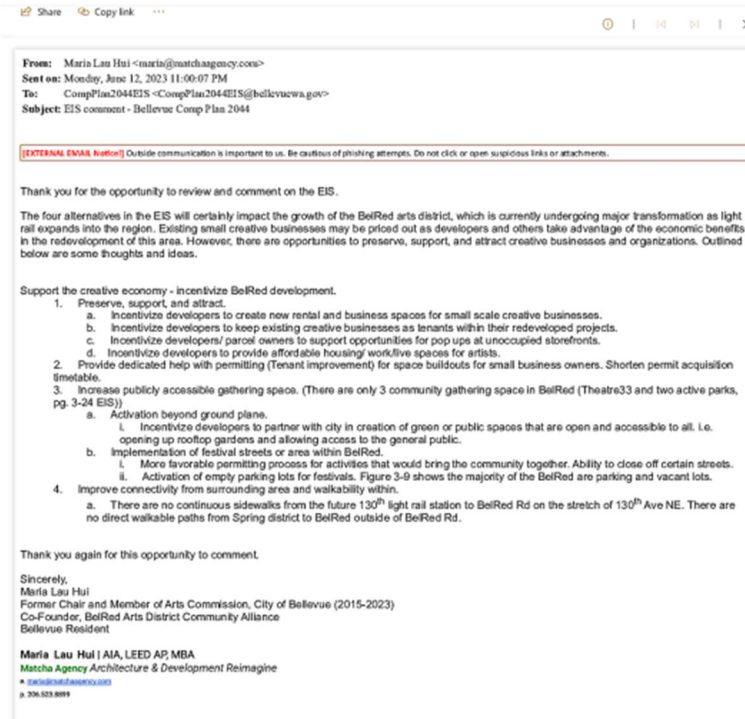 Share Copy link ...
From: Maria Lau Hui <maria@matchaagency.com>
Sent on: Monday, June 12, 2023 11:00:07 PM
To: CompPlan2044EIS <CompPlan2044EIS@bellevuewa.gov>
Subject: EIS comment - Bellevue Comp Plan 2044
[EXTERNAL EMAIL Notice!] Outside communication is important to us. Be cautious of phishing attempts. Do not click or open suspicious links or attachments.
Thank you for the opportunity to review and comment on the EIS.
The four alternatives in the EIS will certainly impact the growth of the BelRed arts district, which is currently undergoing major transformation as light
rail expands into the region. Existing small creative businesses may be priced out as developers and others take advantage of the economic benefits
in the redevelopment of this area. However, there are opportunities to preserve, support, and attract creative businesses and organizations. Outlined
below are some thoughts and ideas.
Support the creative economy - incentivize BelRed development.
1. Preserve, support, and attract.
a. Incentivize developers to create new rental and business spaces for small scale creative businesses.
b. Incentivize developers to keep existing creative businesses as tenants within their redeveloped projects.
c. Incentivize developers/ parcel owners to support opportunities for pop ups at unoccupied storefronts.
d. Incentivize developers to provide affordable housing/ work/live spaces for artists.
2. Provide dedicated help with permitting (Tenant improvement) for space buildouts for small business owners. Shorten permit acquisition
timetable.
3. Increase publicly accessible gathering space. (There are only 3 community gathering space in BelRed (Theatre33 and two active parks,
pg. 3-24 EIS))
a. Activation beyond ground plane.
i. Incentivize developers to partner with city in creation of green or public spaces that are open and accessible to all. i.e.
opening up rooftop gardens and allowing access to the general public.
b. Implementation of festival streets or area within BelRed.
i. More favorable permitting process for activities that would bring the community together. Ability to close off certain streets.
ii. Activation of empty parking lots for festivals. Figure 3-9 shows the majority of the BelRed are parking and vacant lots.
4. Improve connectivity from surrounding area and walkability within.
a. There are no continuous sidewalks from the future 130th light rail station to BelRed Rd on the stretch of 130th Ave NE. There are
no direct walkable paths from Spring district to BelRed outside of BelRed Rd.
Thank you again for this opportunity to comment.
Sincerely,
Maria Lau Hui
Former Chair and Member of Arts Commission, City of Bellevue (2015-2023)
Co-Founder, BelRed Arts District Community Alliance
Bellevue Resident
Maria Lau Hui | AIA, LEED AP, MBA
Matcha Agency Architecture & Development Reimagine
e. maria@matchaagency.com
p. 206.523.8899